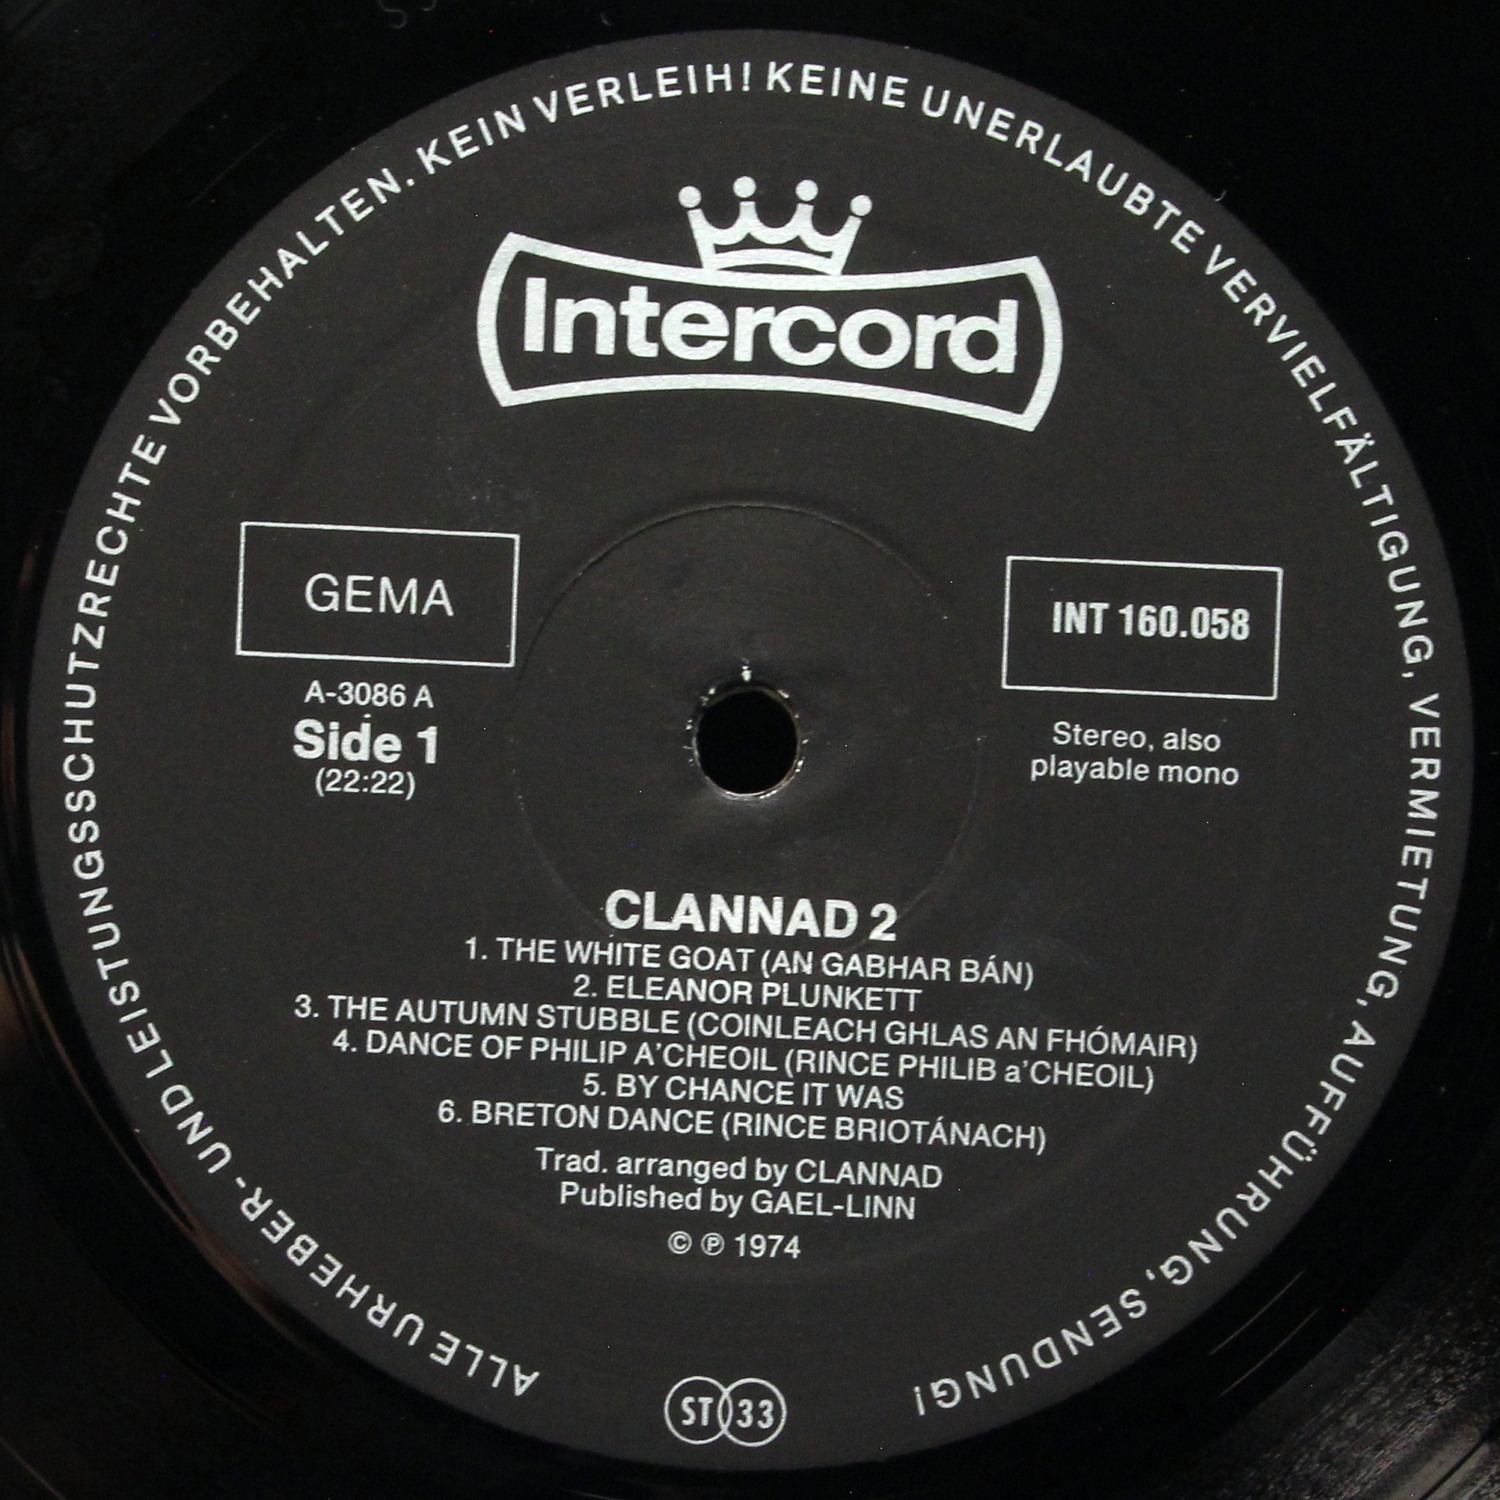 ALLE URHEBER- UND LEISTUNGSSCHUTZRECHTE VORBEHALTEN. KEIN VERLEIH! KEINE UNERLAUBTE VERVIELFÄLTIGUNG, VERMIETUNG, AUFFÜHRUNG, SENDUNG!
Intercord
GEMA
INT 160.058
A-3086 A
Side 1
(22:22)
Stereo, also
playable mono
CLANNAD 2
1. THE WHITE GOAT (AN GABHAR BÁN)
2. ELEANOR PLUNKETT
3. THE AUTUMN STUBBLE (COINLEACH GHLAS AN FHÓMAIR)
4. DANCE OF PHILIP A'CHEOIL (RINCE PHILIB a'CHEOIL)
5. BY CHANCE IT WAS
6. BRETON DANCE (RINCE BRIOTÁNACH)
Trad. arranged by CLANNAD
Published by GAEL-LINN
© ℗ 1974
ST 33